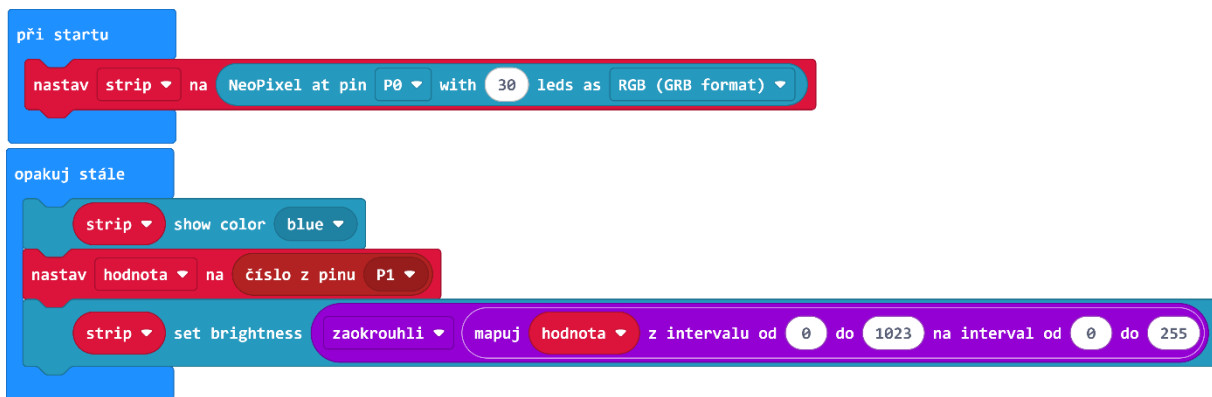 při startu
nastav strip na NeoPixel at pin P0 with 30 leds as RGB (GRB format)
opakuj stále
strip show color blue
nastav hodnota na číslo z pinu P1
strip set brightness zaokrouhli mapuj hodnota z intervalu od 0 do 1023 na interval od 0 do 255